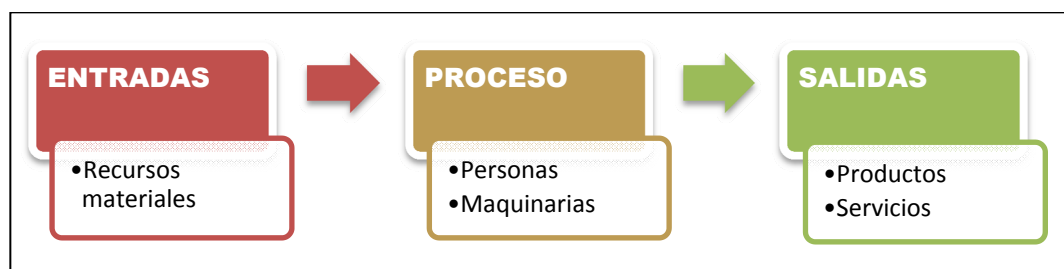 ENTRADAS
•Recursos
materiales
PROCESO
•Personas
•Maquinarias
SALIDAS
•Productos
•Servicios